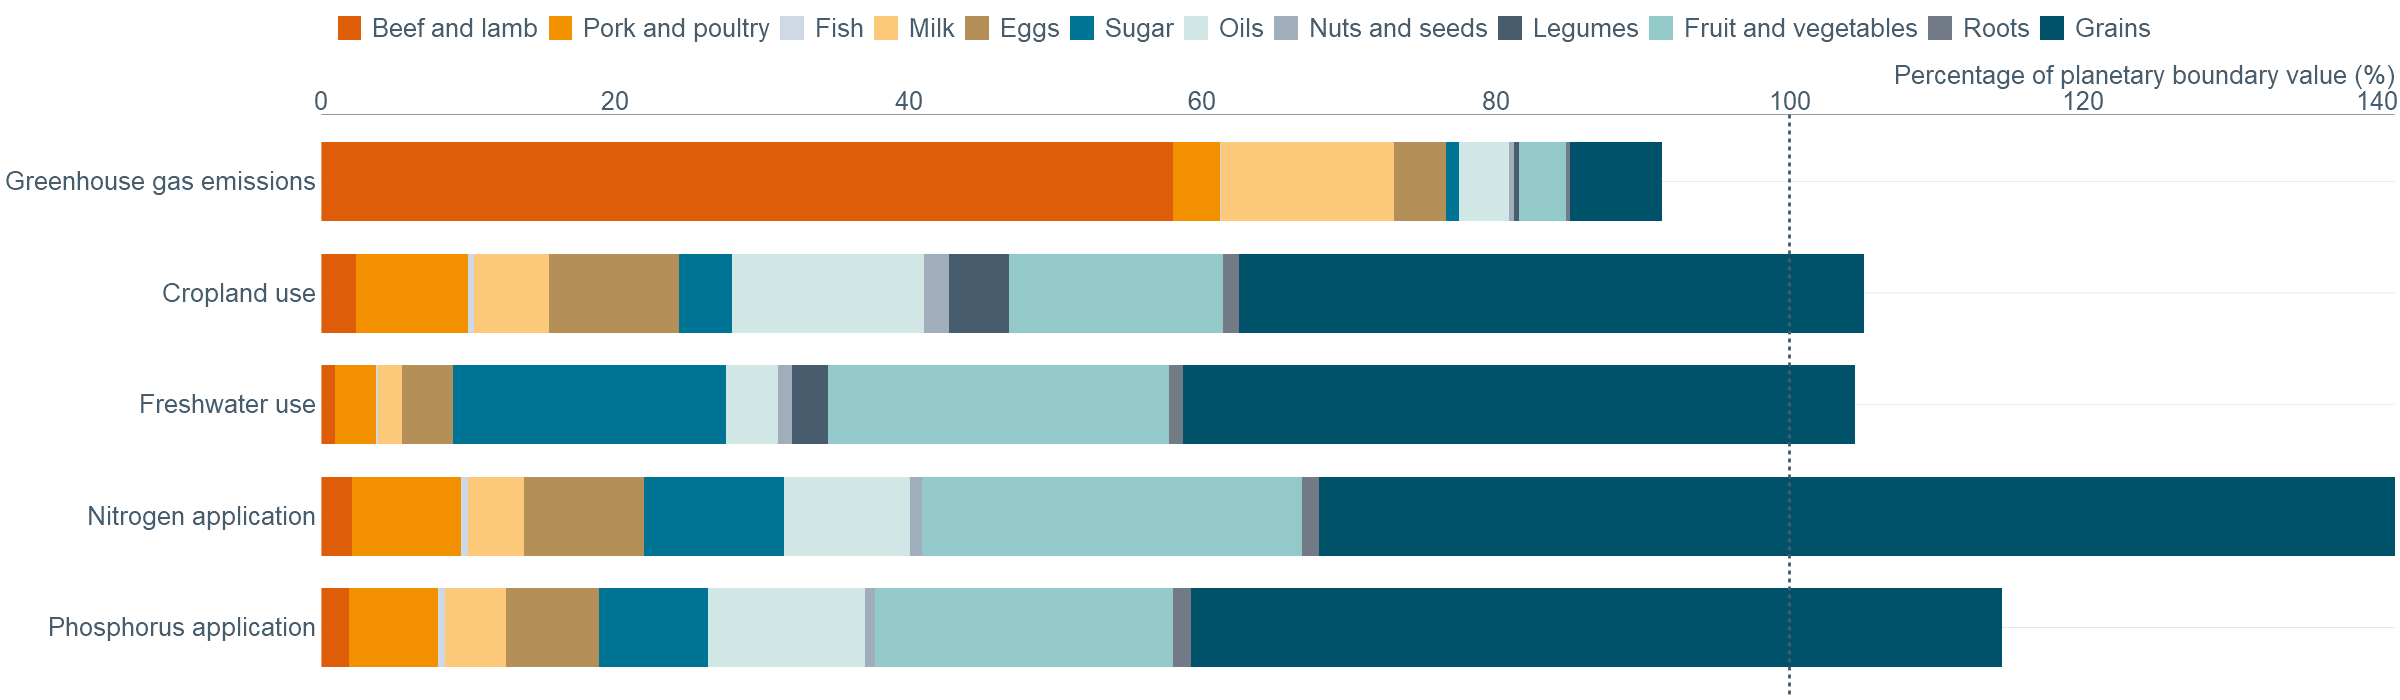 Beef and lamb Pork and poultry Fish Milk Eggs Sugar Oils Nuts and seeds Legumes Fruit and vegetables Roots Grains
Percentage of planetary boundary value (%)
0 20 40 60 80 100 120 140
Greenhouse gas emissions
Cropland use
Freshwater use
Nitrogen application
Phosphorus application